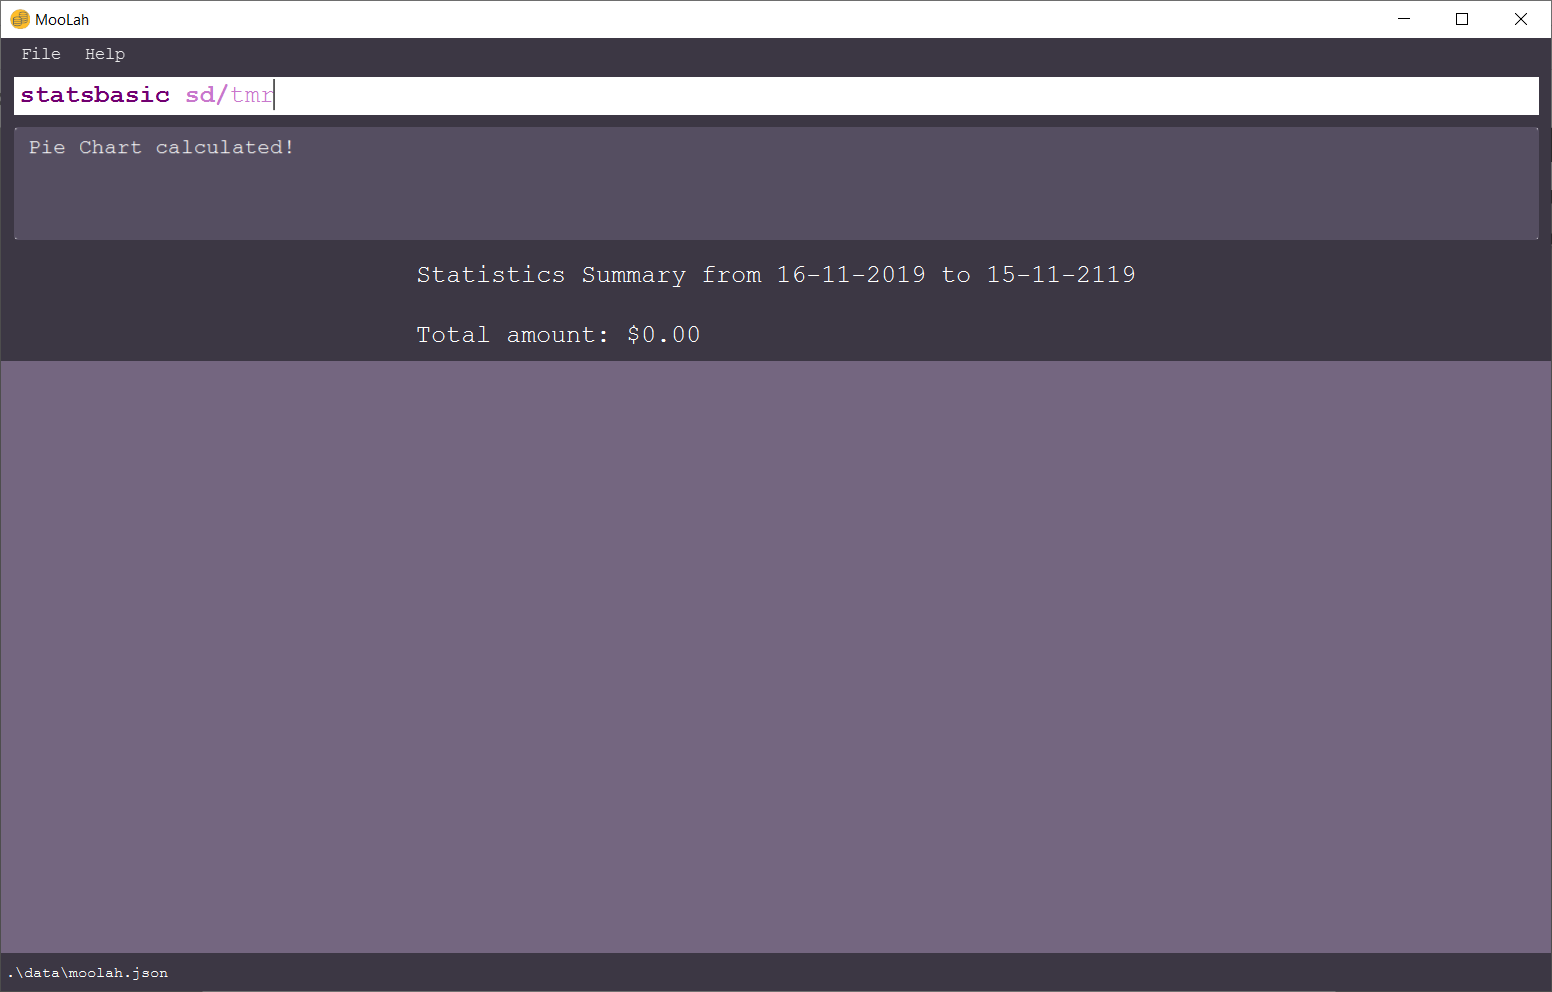 MooLah
File Help
statsbasic sd/tmr
Pie Chart calculated!
Statistics Summary from 16-11-2019 to 15-11-2119
Total amount: $0.00
.\data\moolah.json